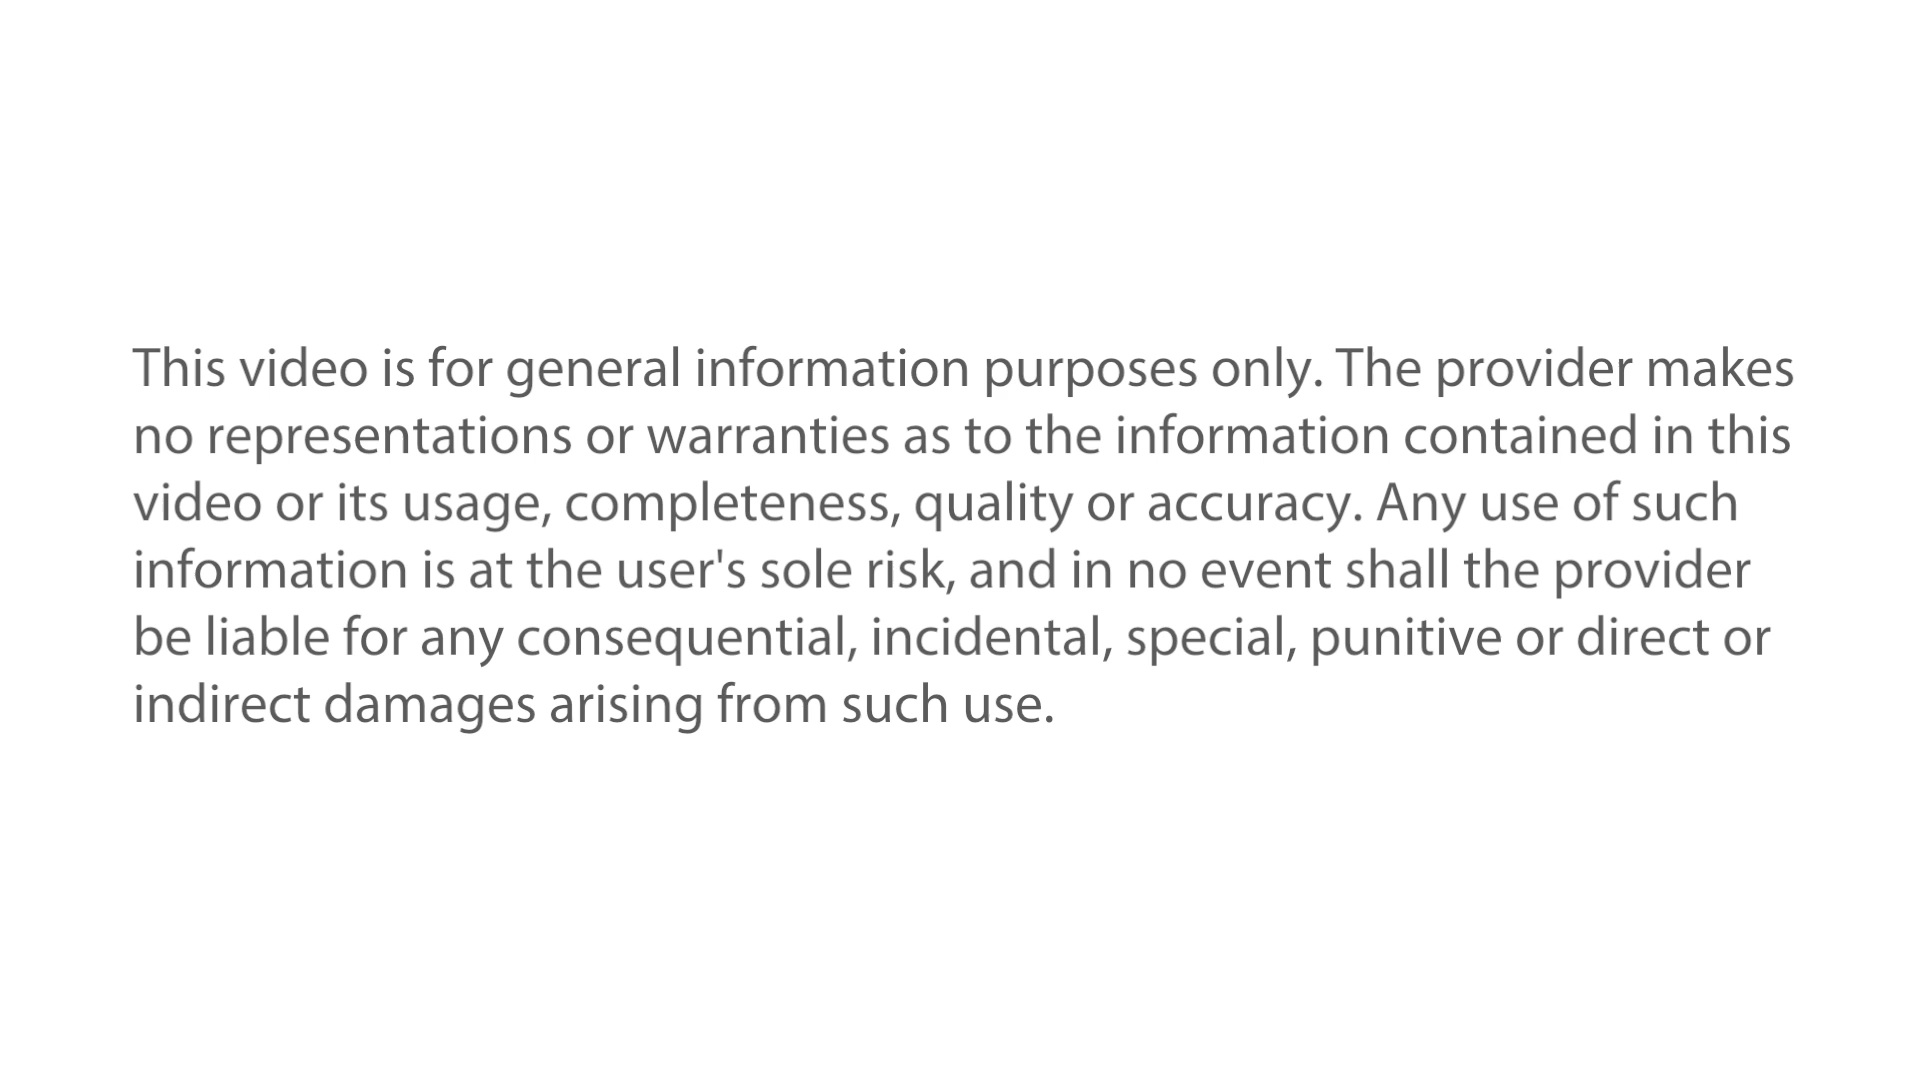 This video is for general information purposes only. The provider makes
no representations or warranties as to the information contained in this
video or its usage, completeness, quality or accuracy. Any use of such
information is at the user's sole risk, and in no event shall the provider
be liable for any consequential, incidental, special, punitive or direct or
indirect damages arising from such use.